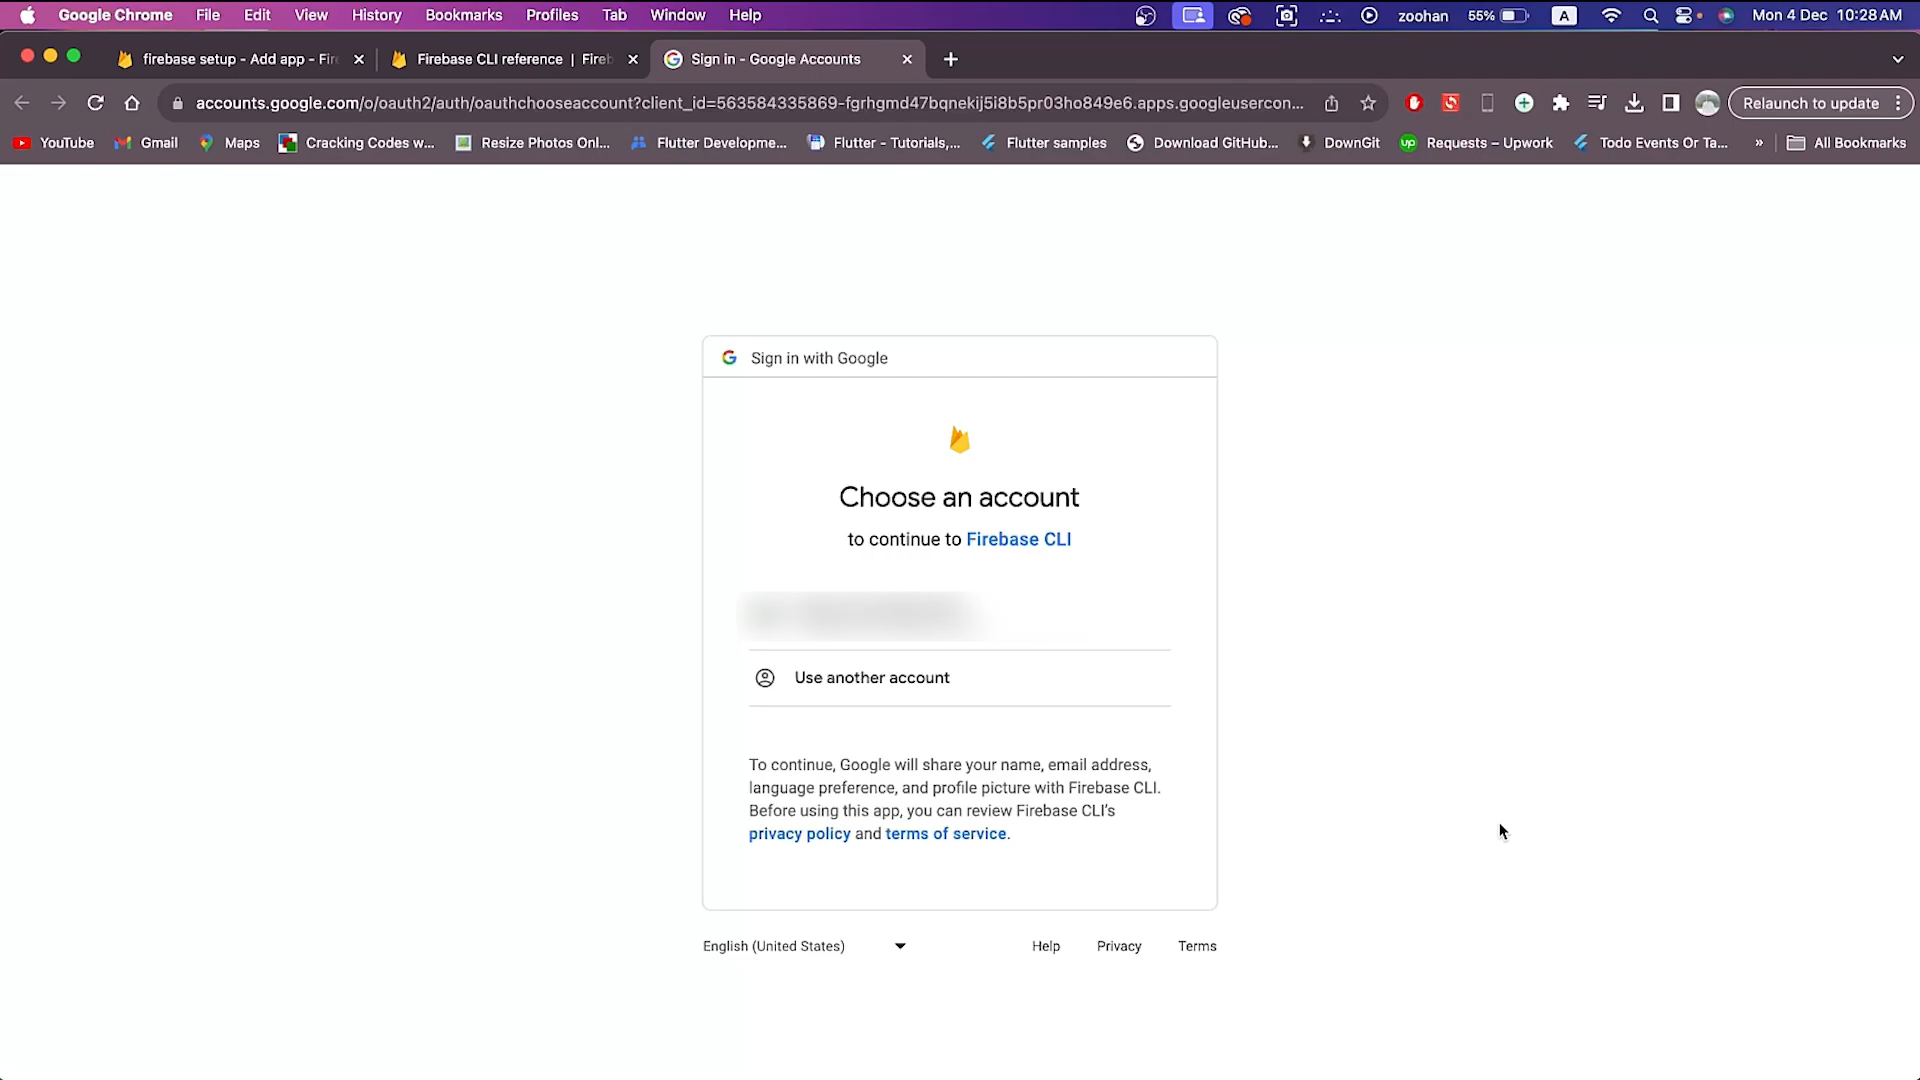 Google Chrome File Edit View History Bookmarks Profiles Tab Window Help zoohan 55% A Mon 4 Dec 10:28 AM
firebase setup - Add app - Fire Firebase CLI reference | Fireb Sign in - Google Accounts
accounts.google.com/o/oauth2/auth/oauthchooseaccount?client_id=563584335869-fgrhgmd47bqnekij5i8b5pr03ho849e6.apps.googleusercon... Relaunch to update
YouTube Gmail Maps Cracking Codes w... Resize Photos Onl... Flutter Developme... Flutter - Tutorials,... Flutter samples Download GitHub... DownGit up Requests – Upwork Todo Events Or Ta... » All Bookmarks
Sign in with Google
Choose an account
to continue to Firebase CLI
Use another account
To continue, Google will share your name, email address,
language preference, and profile picture with Firebase CLI.
Before using this app, you can review Firebase CLI's
privacy policy and terms of service.
English (United States) Help Privacy Terms